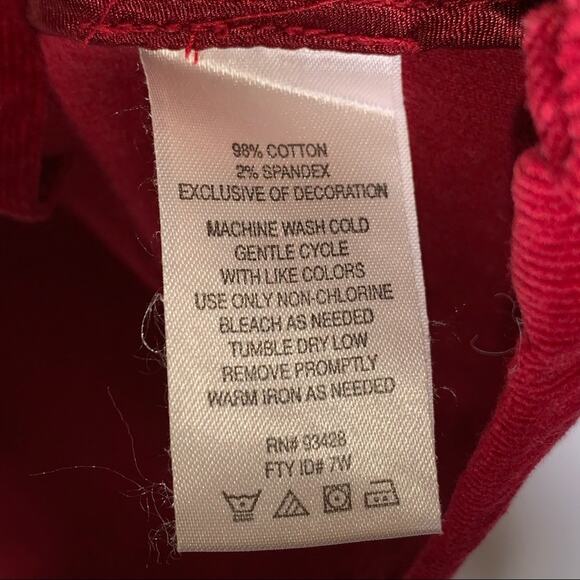 98% COTTON
2% SPANDEX
EXCLUSIVE OF DECORATION
MACHINE WASH COLD
GENTLE CYCLE
WITH LIKE COLORS
USE ONLY NON-CHLORINE
BLEACH AS NEEDED
TUMBLE DRY LOW
REMOVE PROMPTLY
WARM IRON AS NEEDED
RN# 93428
FTY ID# 7W